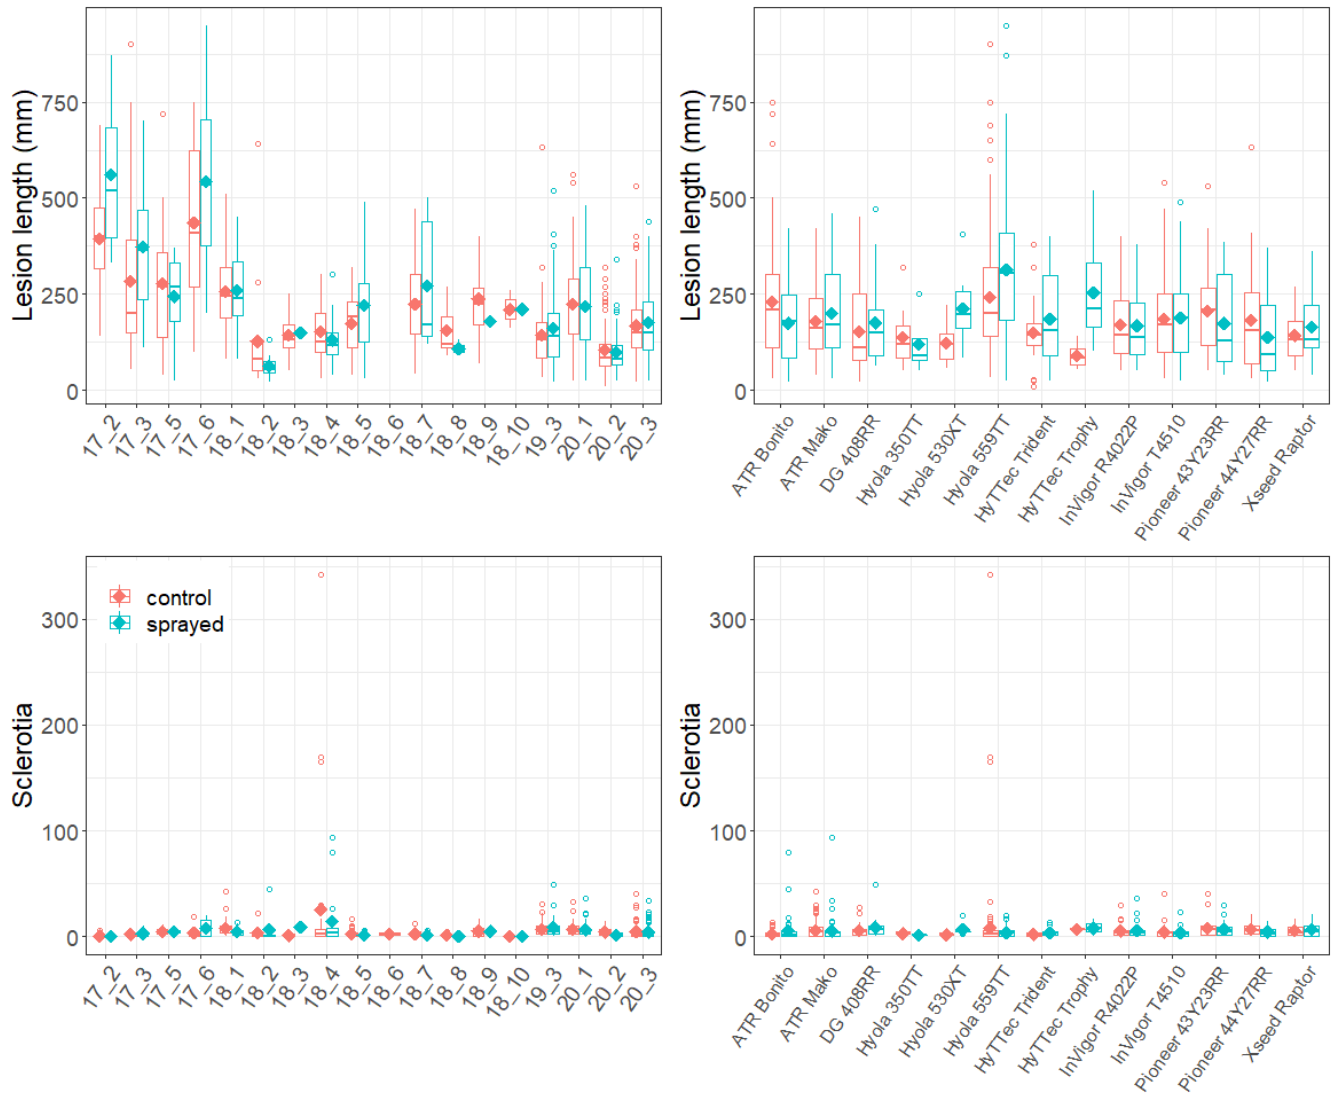 Lesion length (mm)
750
500
250
0
17_2
17_3
17_5
17_6
18_1
18_2
18_3
18_4
18_5
18_6
18_7
18_8
18_9
18_10
19_3
20_1
20_2
20_3
Lesion length (mm)
750
500
250
0
ATR Bonito
ATR Mako
DG 408RR
Hyola 350TT
Hyola 530XT
Hyola 559TT
HyTTec Trident
HyTTec Trophy
InVigor R4022P
InVigor T4510
Pioneer 43Y23RR
Pioneer 44Y27RR
Xseed Raptor
Sclerotia
300
200
100
0
control
sprayed
17_2
17_3
17_5
17_6
18_1
18_2
18_3
18_4
18_5
18_6
18_7
18_8
18_9
18_10
19_3
20_1
20_2
20_3
Sclerotia
300
200
100
0
ATR Bonito
ATR Mako
DG 408RR
Hyola 350TT
Hyola 530XT
Hyola 559TT
HyTTec Trident
HyTTec Trophy
InVigor R4022P
InVigor T4510
Pioneer 43Y23RR
Pioneer 44Y27RR
Xseed Raptor